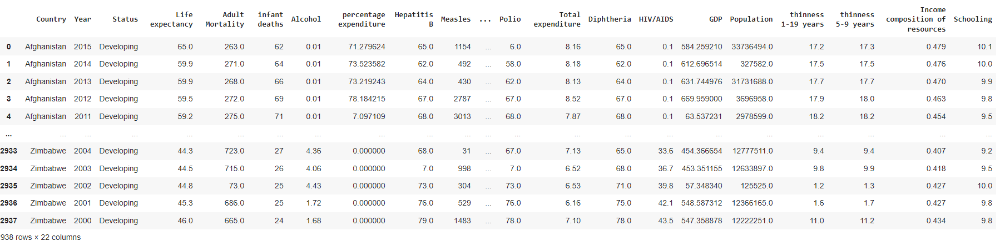 Country Year Status Life expectancy Adult Mortality infant deaths Alcohol percentage expenditure Hepatitis B Measles ... Polio Total expenditure Diphtheria HIV/AIDS GDP Population thinness 1-19 years thinness 5-9 years Income composition of resources Schooling
0 Afghanistan 2015 Developing 65.0 263.0 62 0.01 71.279624 65.0 1154 ... 6.0 8.16 65.0 0.1 584.259210 33736494.0 17.2 17.3 0.479 10.1
1 Afghanistan 2014 Developing 59.9 271.0 64 0.01 73.523582 62.0 492 ... 58.0 8.18 62.0 0.1 612.696514 327582.0 17.5 17.5 0.476 10.0
2 Afghanistan 2013 Developing 59.9 268.0 66 0.01 73.219243 64.0 430 ... 62.0 8.13 64.0 0.1 631.744976 31731688.0 17.7 17.7 0.470 9.9
3 Afghanistan 2012 Developing 59.5 272.0 69 0.01 78.184215 67.0 2787 ... 67.0 8.52 67.0 0.1 669.959000 3696958.0 17.9 18.0 0.463 9.8
4 Afghanistan 2011 Developing 59.2 275.0 71 0.01 7.097109 68.0 3013 ... 68.0 7.87 68.0 0.1 63.537231 2978599.0 18.2 18.2 0.454 9.5
... ... ... ... ... ... ... ... ... ... ... ... ... ... ... ... ... ... ... ... ... ...
2933 Zimbabwe 2004 Developing 44.3 723.0 27 4.36 0.000000 68.0 31 ... 67.0 7.13 65.0 33.6 454.366654 12777511.0 9.4 9.4 0.407 9.2
2934 Zimbabwe 2003 Developing 44.5 715.0 26 4.06 0.000000 7.0 998 ... 7.0 6.52 68.0 36.7 453.351155 12633897.0 9.8 9.9 0.418 9.5
2935 Zimbabwe 2002 Developing 44.8 73.0 25 4.43 0.000000 73.0 304 ... 73.0 6.53 71.0 39.8 57.348340 125525.0 1.2 1.3 0.427 10.0
2936 Zimbabwe 2001 Developing 45.3 686.0 25 1.72 0.000000 76.0 529 ... 76.0 6.16 75.0 42.1 548.587312 12366165.0 1.6 1.7 0.427 9.8
2937 Zimbabwe 2000 Developing 46.0 665.0 24 1.68 0.000000 79.0 1483 ... 78.0 7.10 78.0 43.5 547.358878 12222251.0 11.0 11.2 0.434 9.8
938 rows × 22 columns